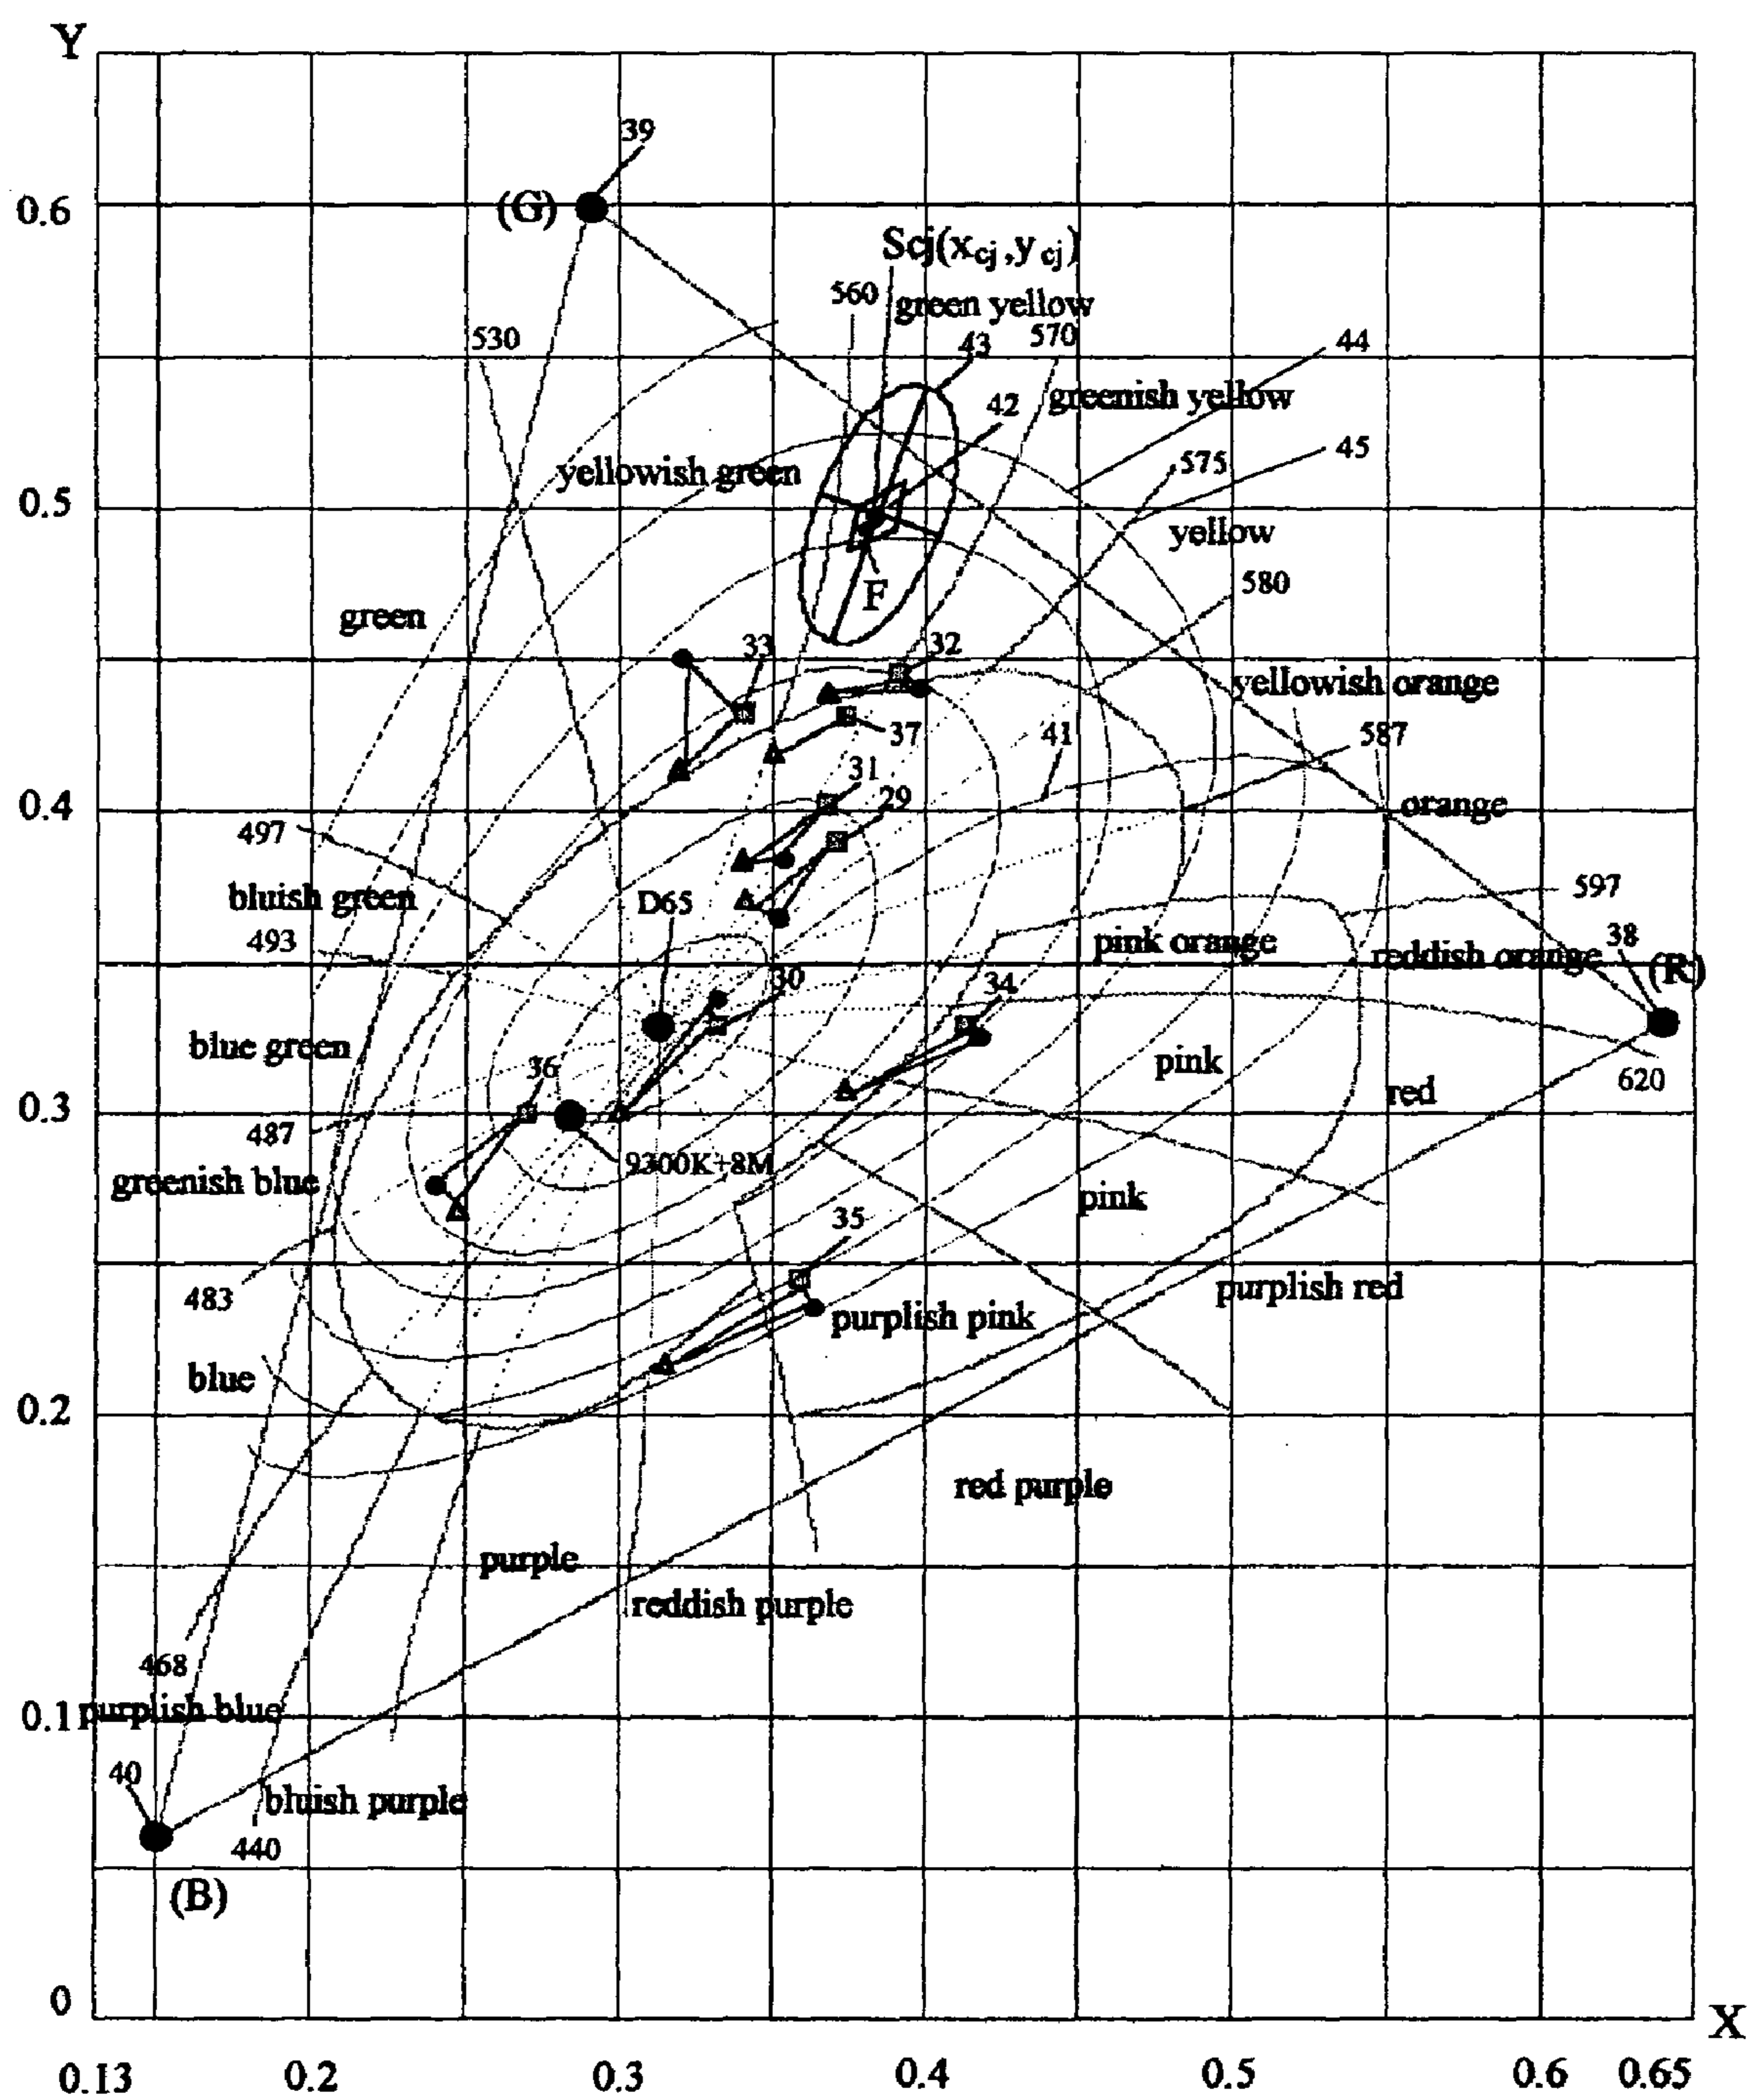 Y
39
0.6
(G)
Scj(xcj ,y cj)
560
green yellow
530
43
570
44
42
greenish yellow
45
575
yellowish green
0.5
yellow
580
F
green
33
32
yellowish orange
37
41
587
31
29
0.4
orange
497
bluish green
D65
597
493
pink orange
reddish orange
38
(R)
30
34
blue green
36
pink
red
620
0.3
487
9300K+8M
greenish blue
pink
35
483
purplish red
purplish pink
blue
0.2
red purple
purple
reddish purple
468
0.1
purplish blue
40
bluish purple
440
(B)
0
X
0.13
0.2
0.3
0.4
0.5
0.6
0.65